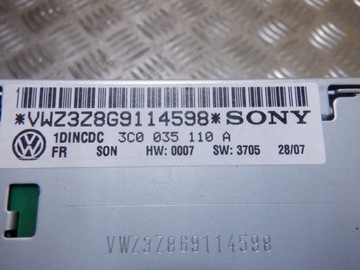 *VWZ3Z8G9114598* SONY
1DINCDC 3C0 035 110 A
FR SON HW: 0007 SW: 3705 28/07
VWZ3Z8G9114598